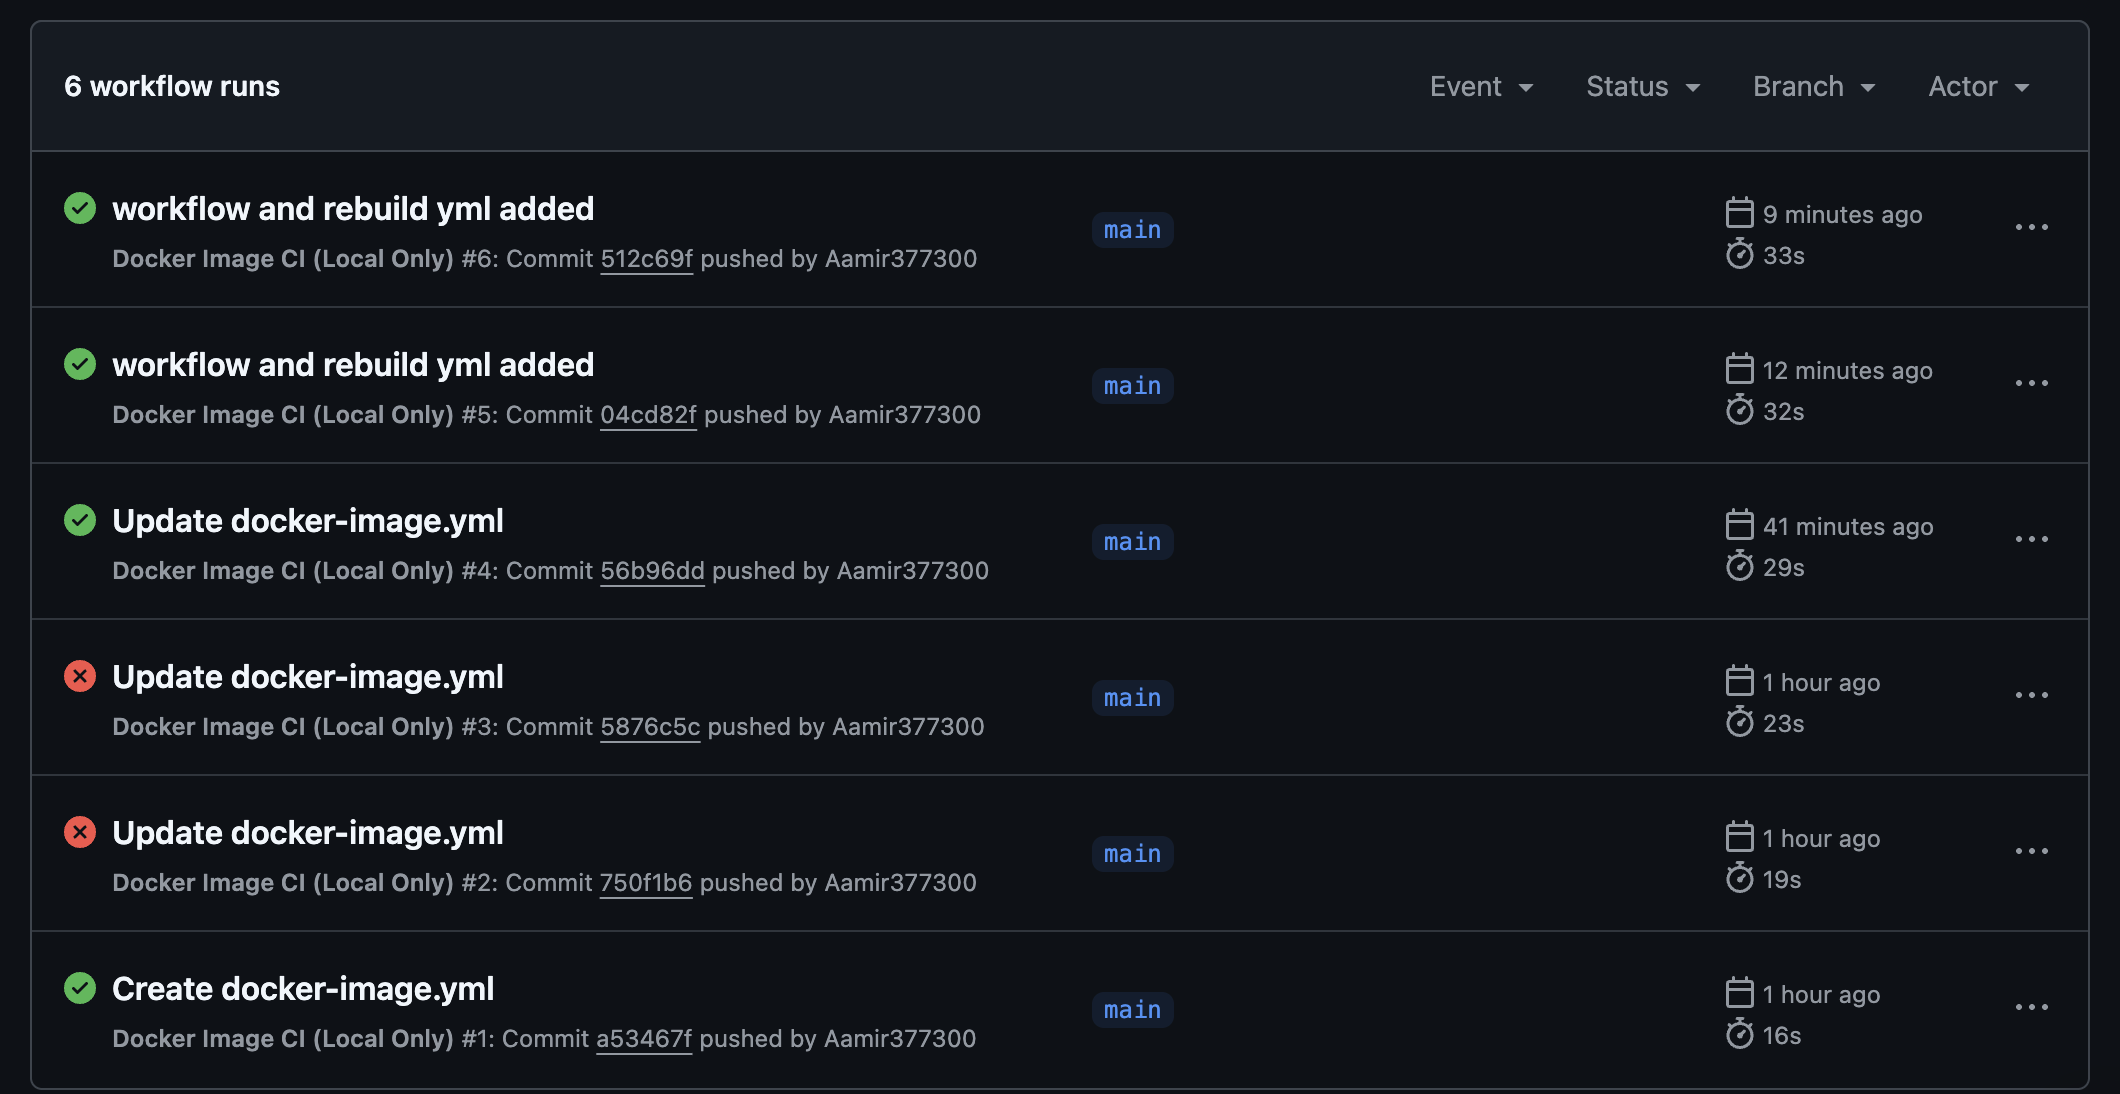 6 workflow runs
Event Status Branch Actor
workflow and rebuild yml added
Docker Image CI (Local Only) #6: Commit 512c69f pushed by Aamir377300
main
9 minutes ago
33s
workflow and rebuild yml added
Docker Image CI (Local Only) #5: Commit 04cd82f pushed by Aamir377300
main
12 minutes ago
32s
Update docker-image.yml
Docker Image CI (Local Only) #4: Commit 56b96dd pushed by Aamir377300
main
41 minutes ago
29s
Update docker-image.yml
Docker Image CI (Local Only) #3: Commit 5876c5c pushed by Aamir377300
main
1 hour ago
23s
Update docker-image.yml
Docker Image CI (Local Only) #2: Commit 750f1b6 pushed by Aamir377300
main
1 hour ago
19s
Create docker-image.yml
Docker Image CI (Local Only) #1: Commit a53467f pushed by Aamir377300
main
1 hour ago
16s